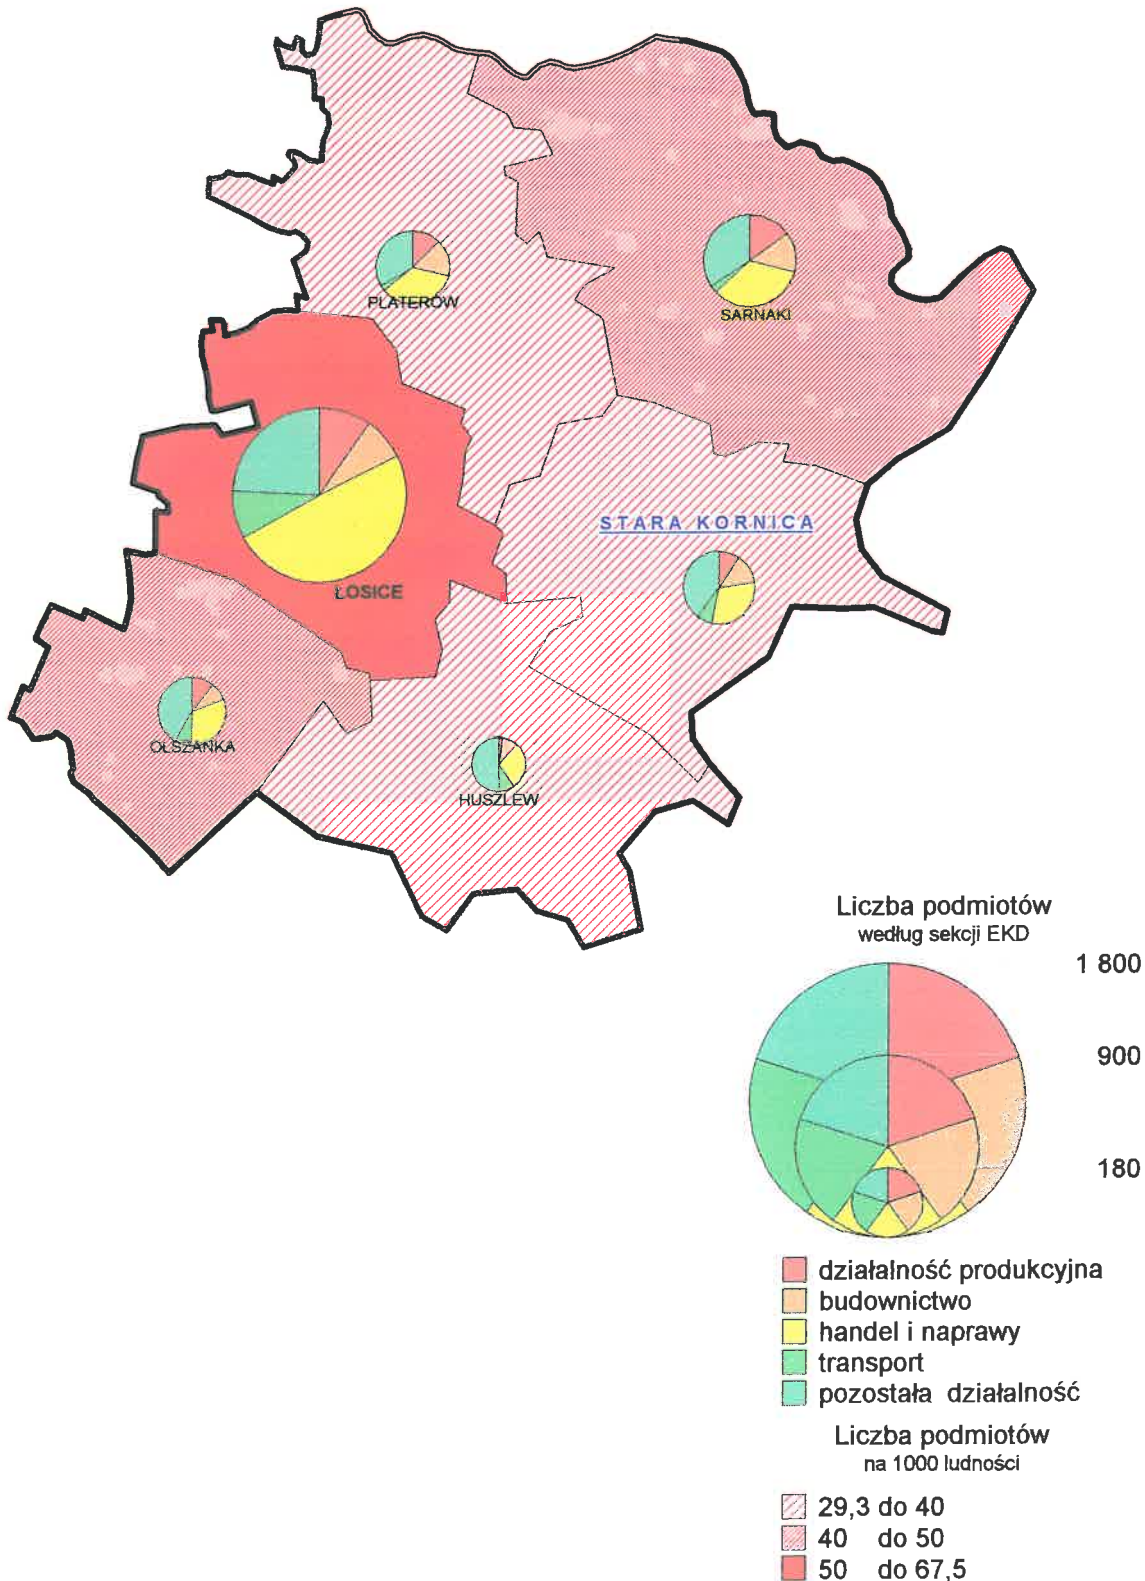 PLATERÓW
SARNAKI
STARA KORNICA
ŁOSICE
OLSZANKA
HUSZLEW
Liczba podmiotów
według sekcji EKD
1 800
900
180
działalność produkcyjna
budownictwo
handel i naprawy
transport
pozostała działalność
Liczba podmiotów
na 1000 ludności
29,3 do 40
40 do 50
50 do 67,5